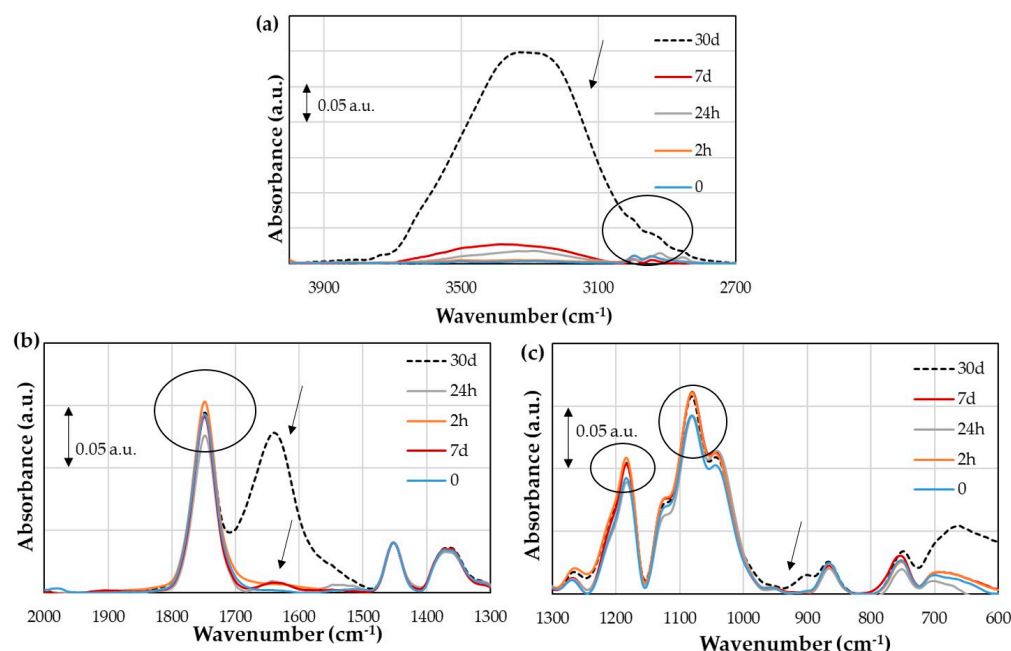 (a)
Absorbance (a.u.)
0.05 a.u.
30d
7d
24h
2h
0
3900 3500 3100 2700
Wavenumber (cm-1)
(b)
Absorbance (a.u.)
0.05 a.u.
30d
24h
2h
7d
0
2000 1900 1800 1700 1600 1500 1400 1300
Wavenumber (cm-1)
(c)
Absorbance (a.u.)
0.05 a.u.
30d
7d
24h
2h
0
1300 1200 1100 1000 900 800 700 600
Wavenumber (cm-1)